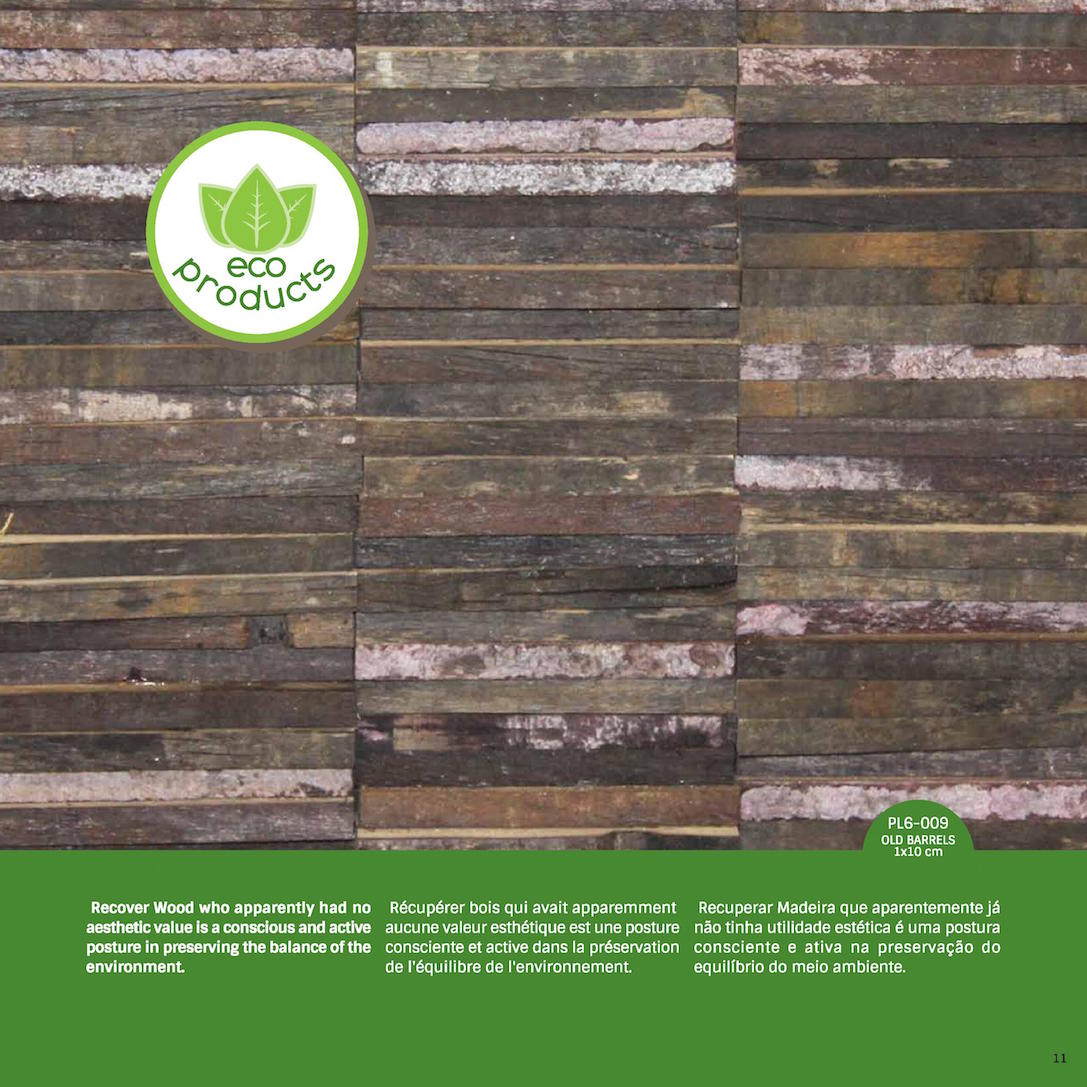 eco
products
PL6-009
OLD BARRELS
1x10 cm
Recover Wood who apparently had no
aesthetic value is a conscious and active
posture in preserving the balance of the
environment.
Récupérer bois qui avait apparemment
aucune valeur esthétique est une posture
consciente et active dans la préservation
de l'équilibre de l'environnement.
Recuperar Madeira que aparentemente já
não tinha utilidade estética é uma postura
consciente e ativa na preservação do
equilíbrio do meio ambiente.
11